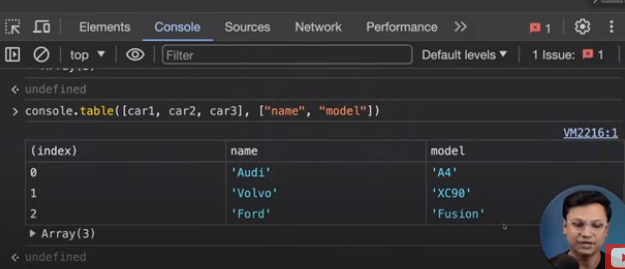 Elements Console Sources Network Performance 1
top Filter Default levels 1 Issue: 1
undefined
console.table([car1, car2, car3], ["name", "model"])
VM2216:1
(index) name model
0 'Audi' 'A4'
1 'Volvo' 'XC90'
2 'Ford' 'Fusion'
Array(3)
undefined